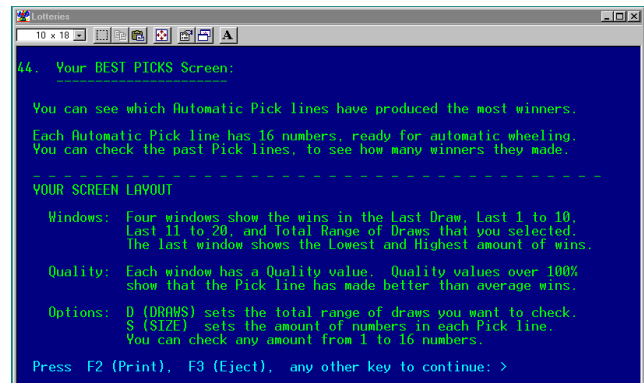 Lotteries
10 x 18 A
44. Your BEST PICKS Screen:
You can see which Automatic Pick lines have produced the most winners.
Each Automatic Pick line has 16 numbers, ready for automatic wheeling.
You can check the past Pick lines, to see how many winners they made.
YOUR SCREEN LAYOUT
Windows: Four windows show the wins in the Last Draw, Last 1 to 10,
Last 11 to 20, and Total Range of Draws that you selected.
The last window shows the Lowest and Highest amount of wins.
Quality: Each window has a Quality value. Quality values over 100%
show that the Pick line has made better than average wins.
Options: D (DRAWS) sets the total range of draws you want to check.
S (SIZE) sets the amount of numbers in each Pick line.
You can check any amount from 1 to 16 numbers.
Press F2 (Print), F3 (Eject), any other key to continue: >